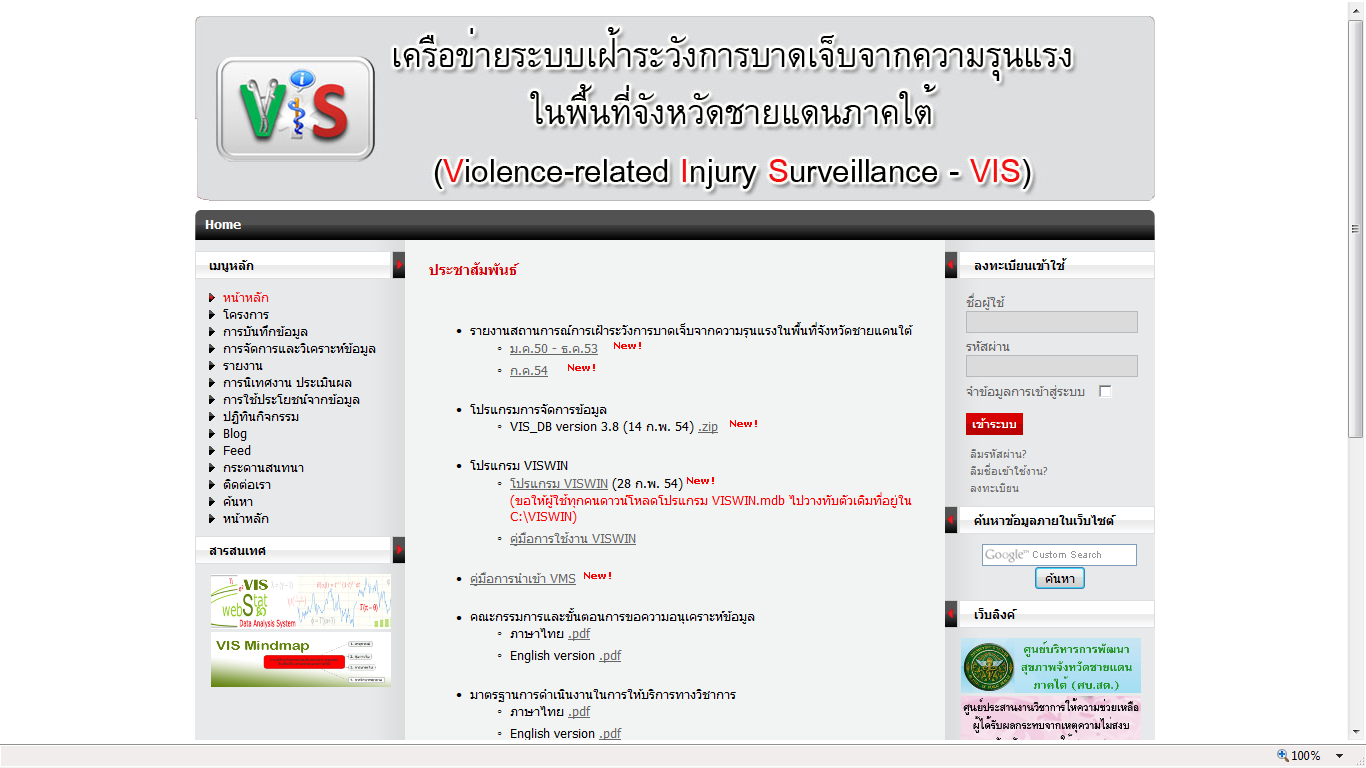 เครือข่ายระบบเฝ้าระวังการบาดเจ็บจากความรุนแรง
ในพื้นที่จังหวัดชายแดนภาคใต้
(Violence-related Injury Surveillance - VIS)
ViS
Home
เมนูหลัก
หน้าหลัก
โครงการ
การบันทึกข้อมูล
การจัดการและวิเคราะห์ข้อมูล
รายงาน
การนิเทศงาน ประเมินผล
การใช้ประโยชน์จากข้อมูล
ปฏิทินกิจกรรม
Blog
Feed
กระดานสนทนา
ติดต่อเรา
ค้นหา
หน้าหลัก
สารสนเทศ
VIS
webStat
Data Analysis System
VIS Mindmap
ประชาสัมพันธ์
รายงานสถานการณ์การเฝ้าระวังการบาดเจ็บจากความรุนแรงในพื้นที่จังหวัดชายแดนใต้
ม.ค.50 - ธ.ค.53 New!
ก.ค.54 New!
โปรแกรมการจัดการข้อมูล
VIS_DB version 3.8 (14 ก.พ. 54) .zip New!
โปรแกรม VISWIN
โปรแกรม VISWIN (28 ก.พ. 54) New!
(ขอให้ผู้ใช้ทุกคนดาวน์โหลดโปรแกรม VISWIN.mdb ไปวางทับตัวเดิมที่อยู่ใน
C:\VISWIN)
คู่มือการใช้งาน VISWIN
คู่มือการนำเข้า VMS New!
คณะกรรมการและขั้นตอนการขอความอนุเคราะห์ข้อมูล
ภาษาไทย .pdf
English version .pdf
มาตรฐานการดำเนินงานในการให้บริการทางวิชาการ
ภาษาไทย .pdf
English version .pdf
ลงทะเบียนเข้าใช้
ชื่อผู้ใช้
รหัสผ่าน
จำข้อมูลการเข้าสู่ระบบ
เข้าระบบ
ลืมรหัสผ่าน?
ลืมชื่อเข้าใช้งาน?
ลงทะเบียน
ค้นหาข้อมูลภายในเว็บไซต์
Google™ Custom Search
ค้นหา
เว็บลิงค์
ศูนย์บริหารการพัฒนา
สุขภาพจังหวัดชายแดน
ภาคใต้ (ศบ.สต.)
ศูนย์ประสานงานวิชาการให้ความช่วยเหลือ
ผู้ได้รับผลกระทบจากเหตุความไม่สงบ
100%